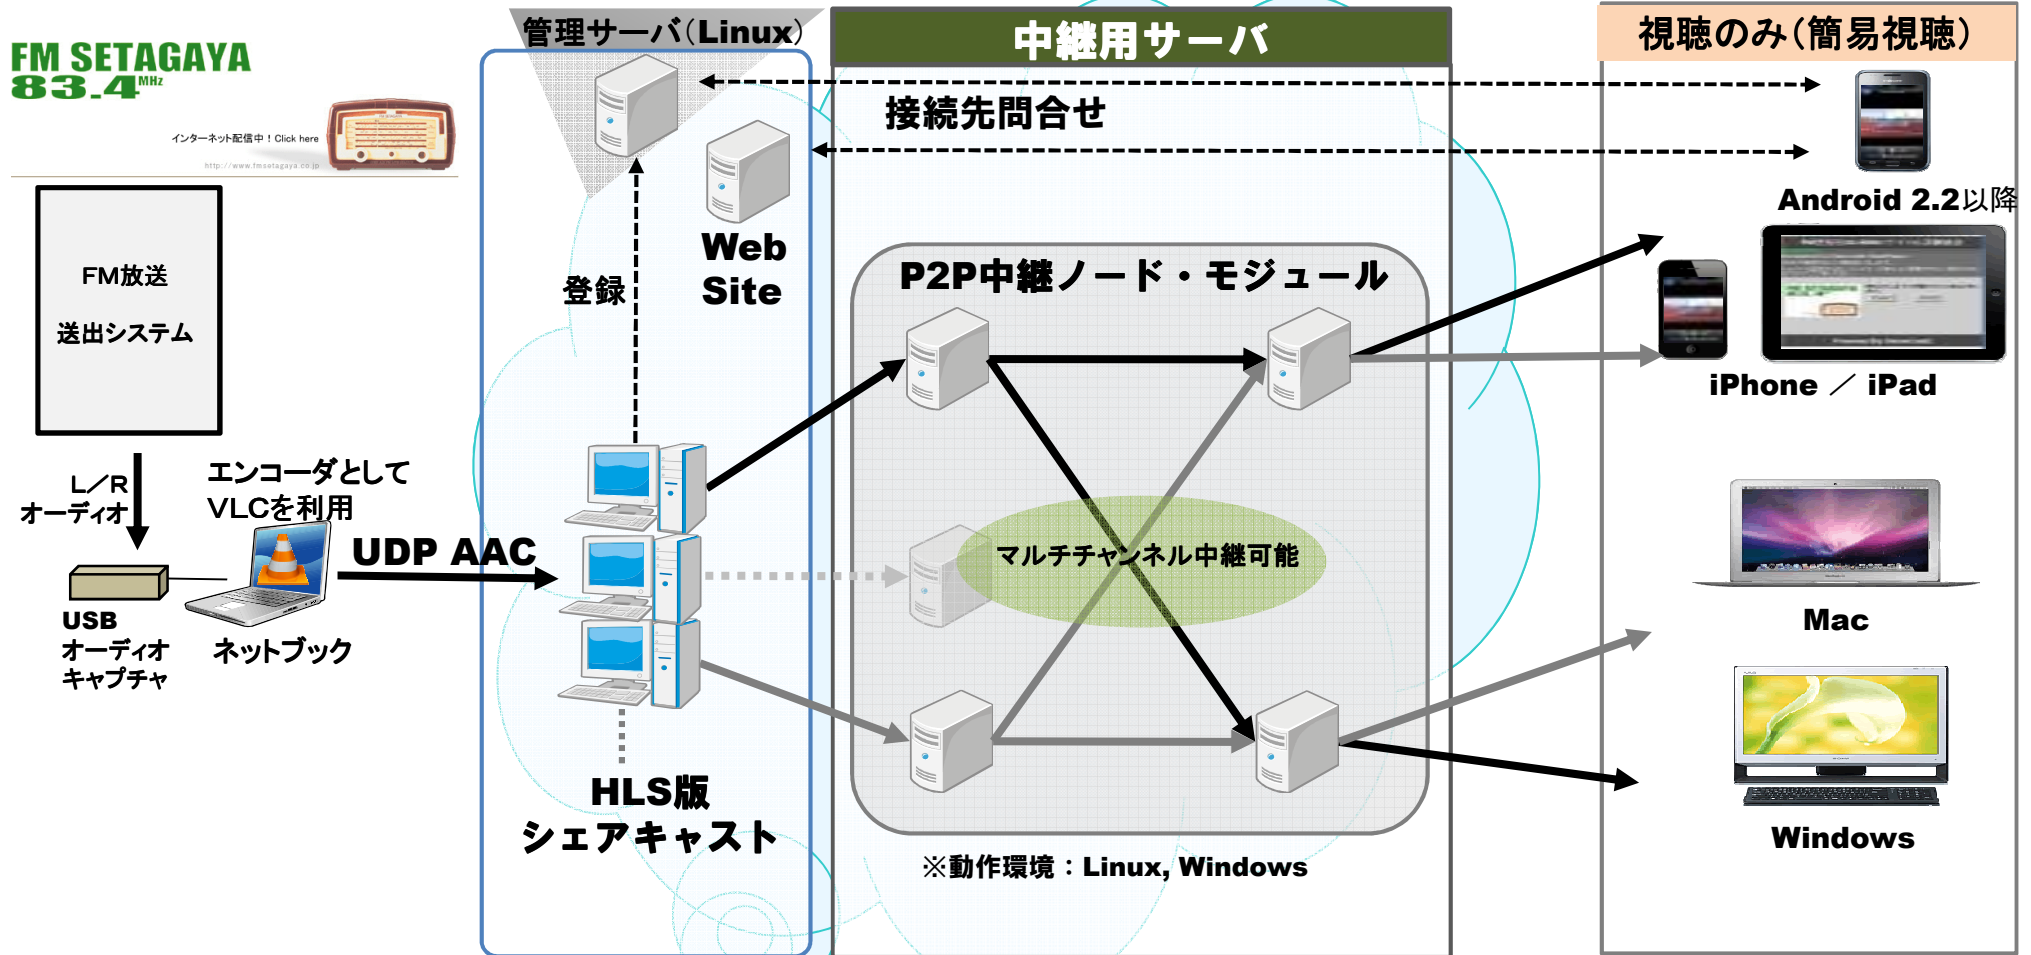 FM SETAGAYA
83.4MHz
インターネット配信中！Click here
http://www.fmsetagaya.co.jp
FM放送
送出システム
L／R
オーディオ
USB
オーディオ
キャプチャ
エンコーダとして
VLCを利用
ネットブック
UDP AAC
管理サーバ（Linux）
Web
Site
登録
HLS版
シェアキャスト
中継用サーバ
接続先問合せ
P2P中継ノード・モジュール
マルチチャンネル中継可能
※動作環境：Linux, Windows
視聴のみ（簡易視聴）
Android 2.2以降
iPhone ／ iPad
Mac
Windows